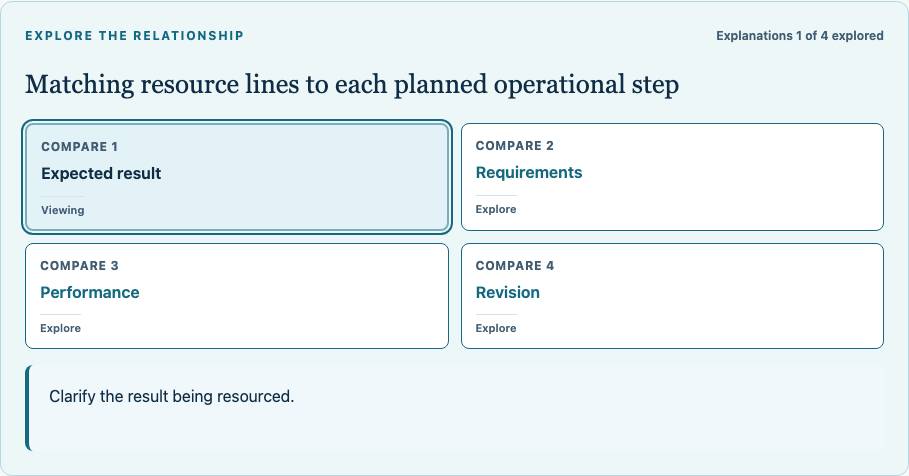 EXPLORE THE RELATIONSHIP
Explanations 1 of 4 explored
Matching resource lines to each planned operational step
COMPARE 1
Expected result
Viewing
COMPARE 2
Requirements
Explore
COMPARE 3
Performance
Explore
COMPARE 4
Revision
Explore
Clarify the result being resourced.